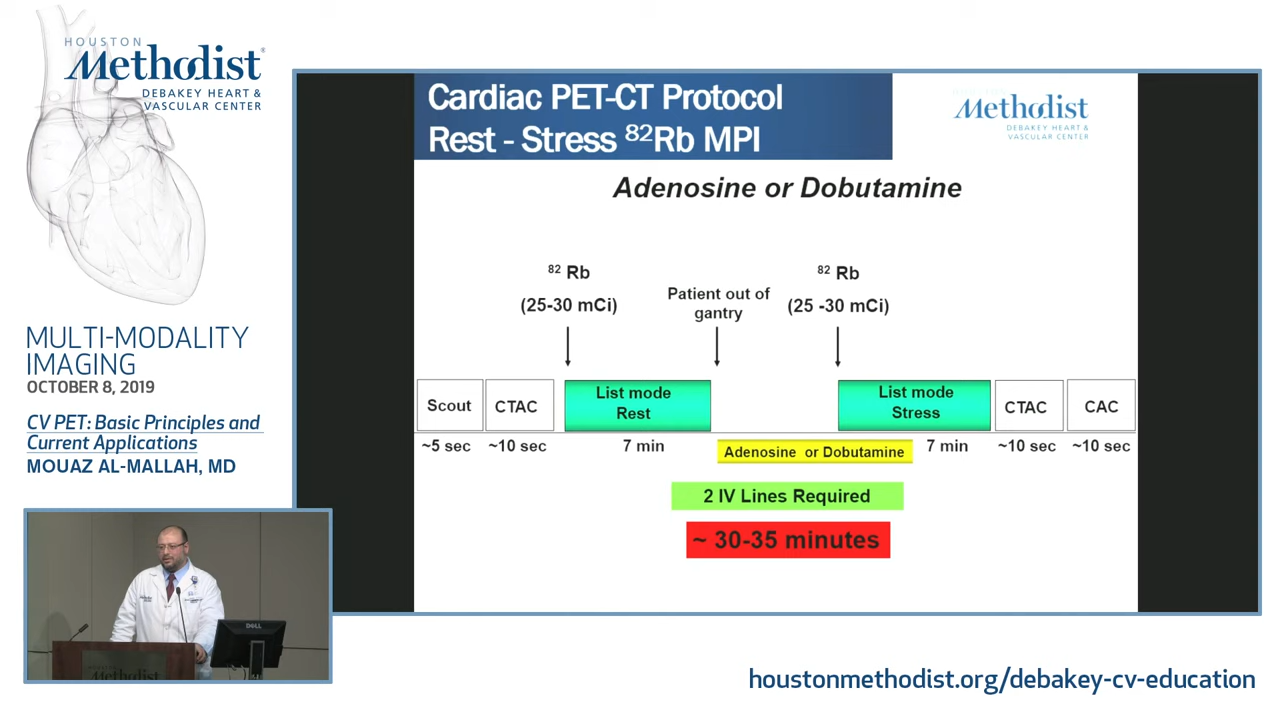 HOUSTON
Methodist®
DEBAKEY HEART &
VASCULAR CENTER
MULTI-MODALITY
IMAGING
OCTOBER 8, 2019
CV PET: Basic Principles and
Current Applications
MOUAZ AL-MALLAH, MD
Cardiac PET-CT Protocol
Rest - Stress ⁸²Rb MPI
Methodist
DEBAKEY HEART &
VASCULAR CENTER
Adenosine or Dobutamine
⁸² Rb
(25-30 mCi)
Patient out of
gantry
⁸² Rb
(25 -30 mCi)
Scout
CTAC
List mode
Rest
List mode
Stress
CTAC
CAC
~5 sec
~10 sec
7 min
Adenosine or Dobutamine
7 min
~10 sec
~10 sec
2 IV Lines Required
~ 30-35 minutes
DELL
Methodist
houstonmethodist.org/debakey-cv-education